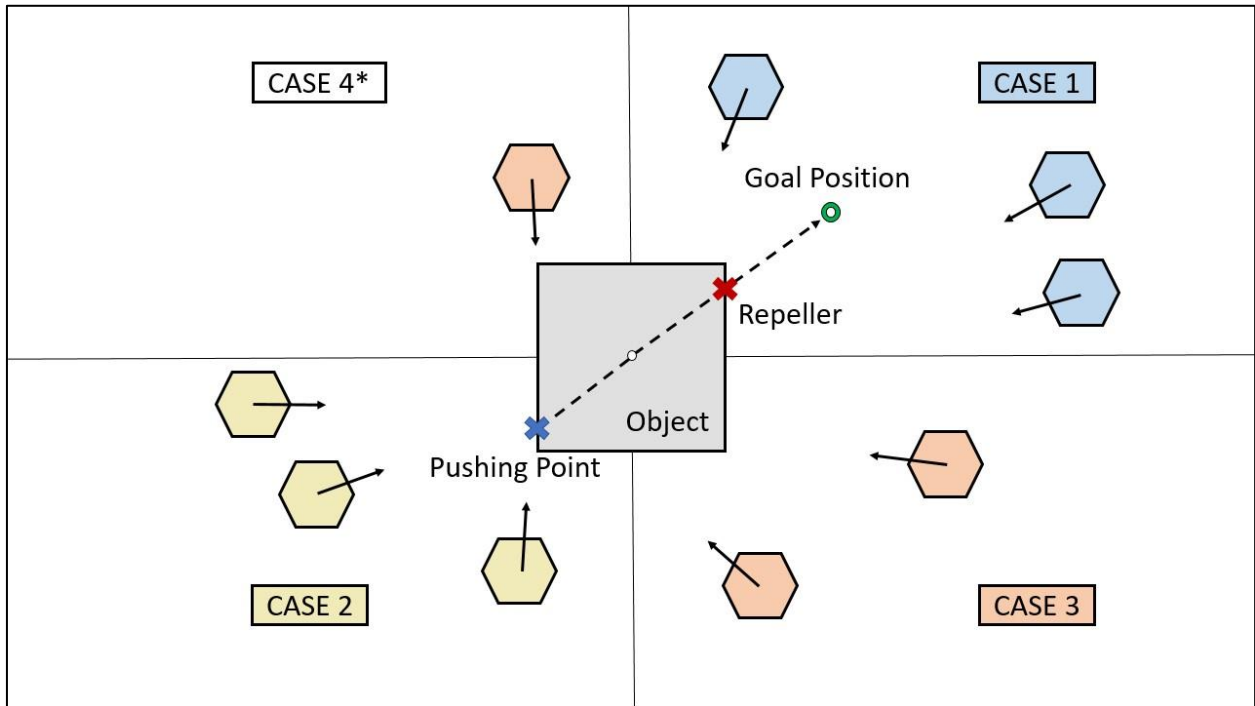 CASE 4*
CASE 1
Goal Position
Repeller
Object
Pushing Point
CASE 2
CASE 3